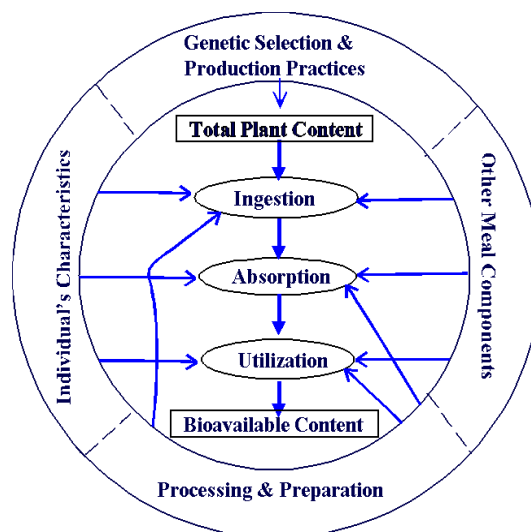 Genetic Selection &
Production Practices
Total Plant Content
Ingestion
Absorption
Utilization
Bioavailable Content
Individual's Characteristics
Other Meal Components
Processing & Preparation